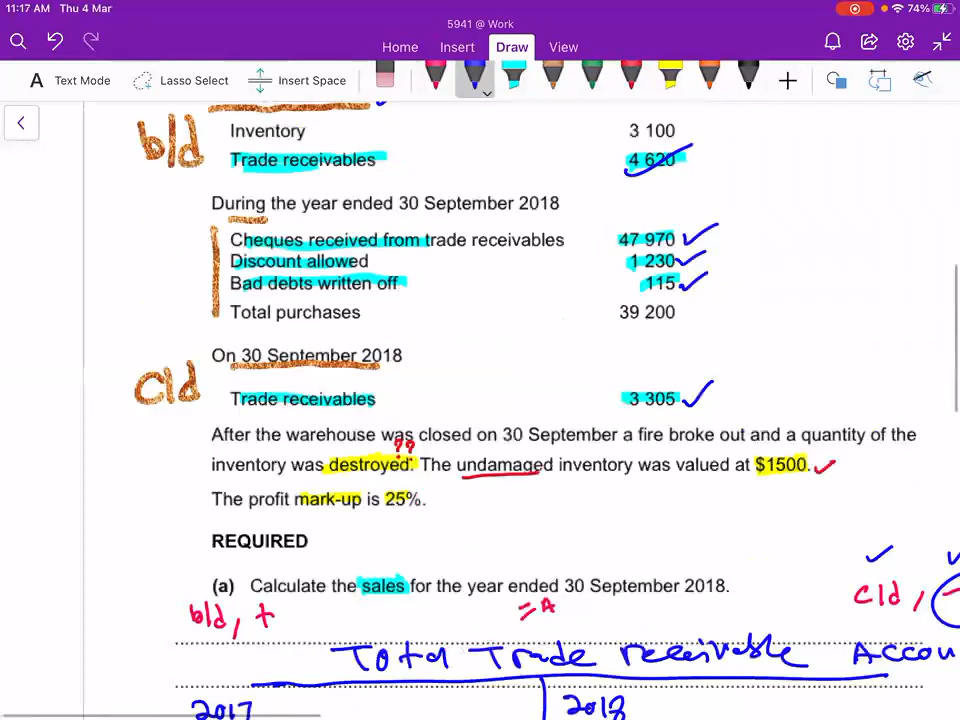 11:17 AM Thu 4 Mar
74%
5941 @ Work
Home Insert Draw View
A Text Mode Lasso Select Insert Space
b/d
Inventory 3 100
Trade receivables 4 620
During the year ended 30 September 2018
Cheques received from trade receivables 47 970
Discount allowed 1 230
Bad debts written off 115
Total purchases 39 200
On 30 September 2018
c/d
Trade receivables 3 305
After the warehouse was closed on 30 September a fire broke out and a quantity of the
??
inventory was destroyed. The undamaged inventory was valued at $1500.
The profit mark-up is 25%.
REQUIRED
(a) Calculate the sales for the year ended 30 September 2018.
b/d, + = A c/d,
Total Trade receivable Accou
2017 2018